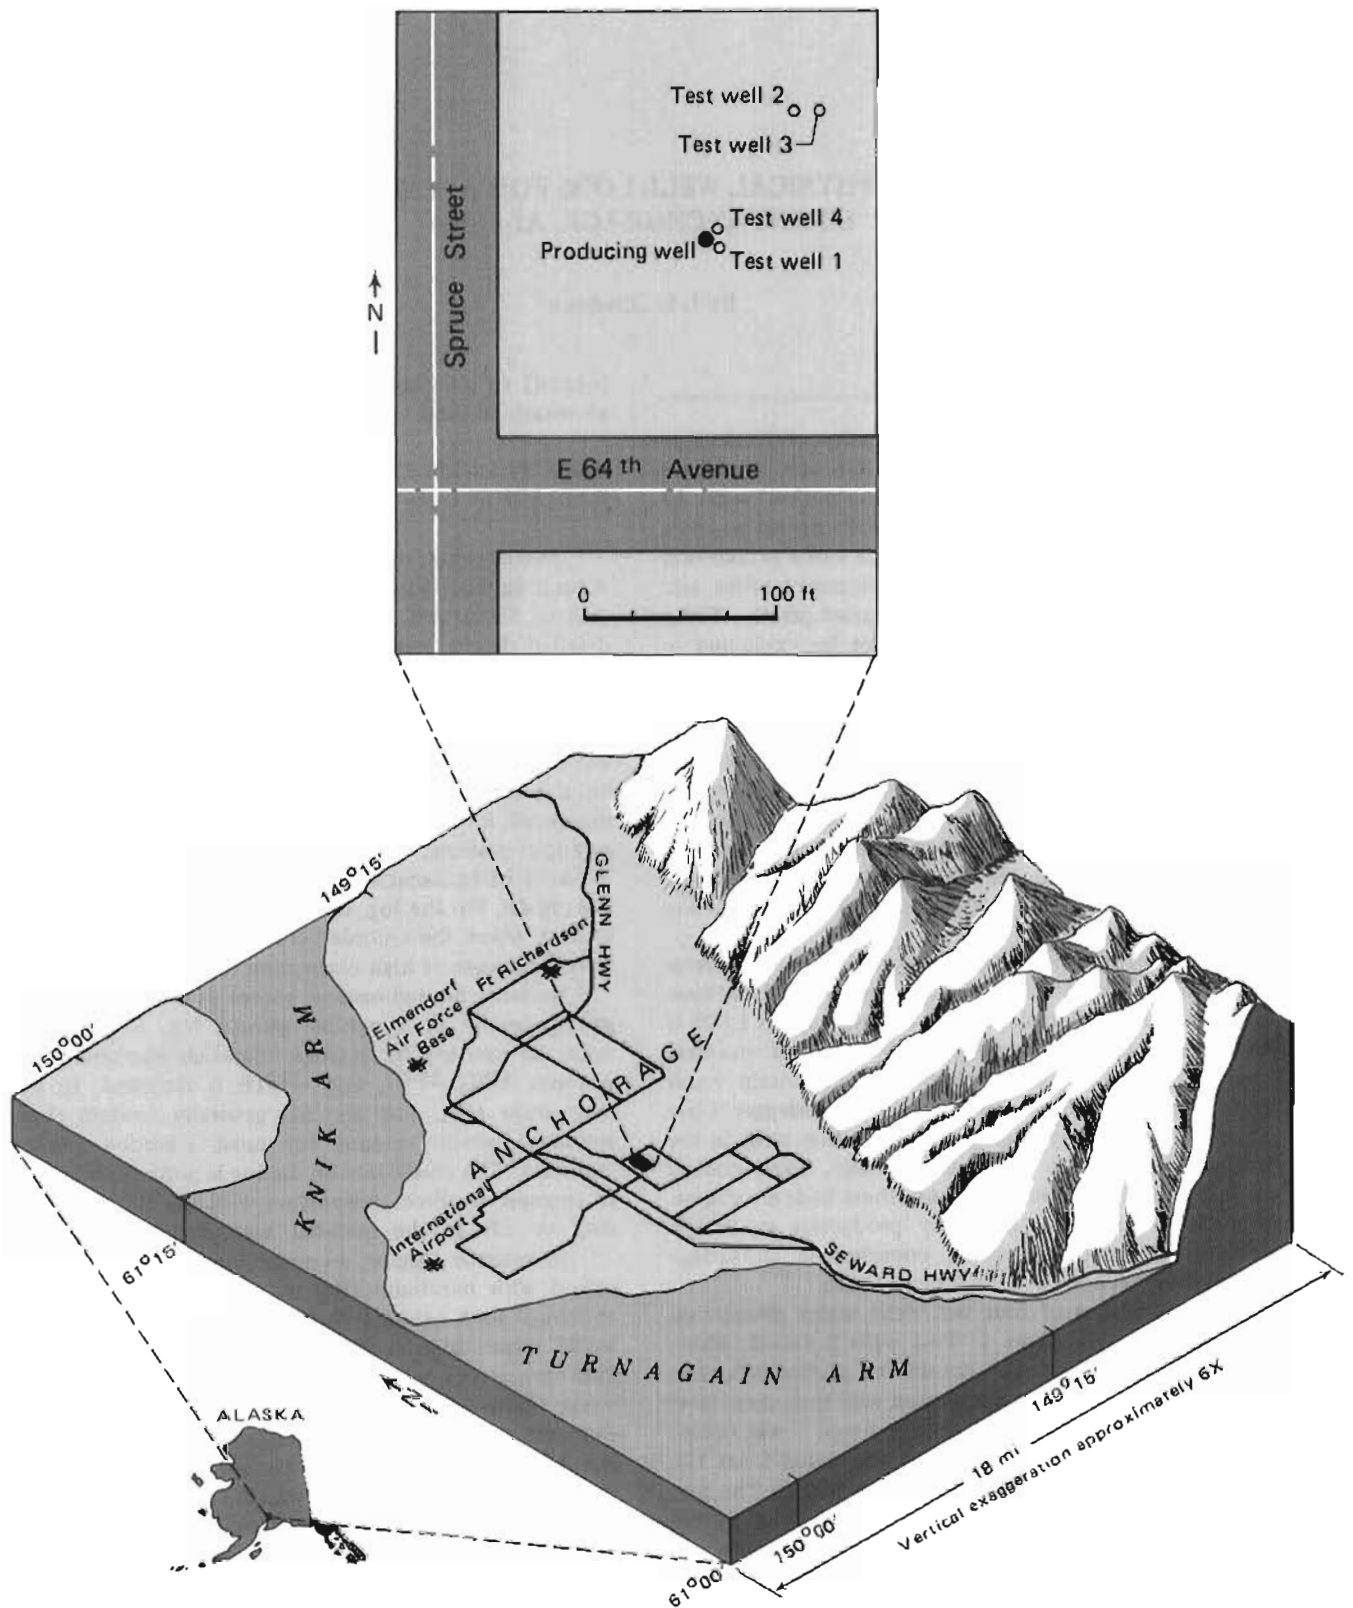 Test well 2
Test well 3
Test well 4
Producing well
Test well 1
Spruce Street
N
E 64th Avenue
0 100 ft
149°15'
GLENN HWY
Ft Richardson
Elmendorf
Air Force
Base
150°00'
KNIK ARM
ANCHORAGE
International
Airport
61°15'
SEWARD HWY
TURNAGAIN ARM
N
149°15'
18 mi
Vertical exaggeration approximately 6X
150°00'
61°00'
ALASKA